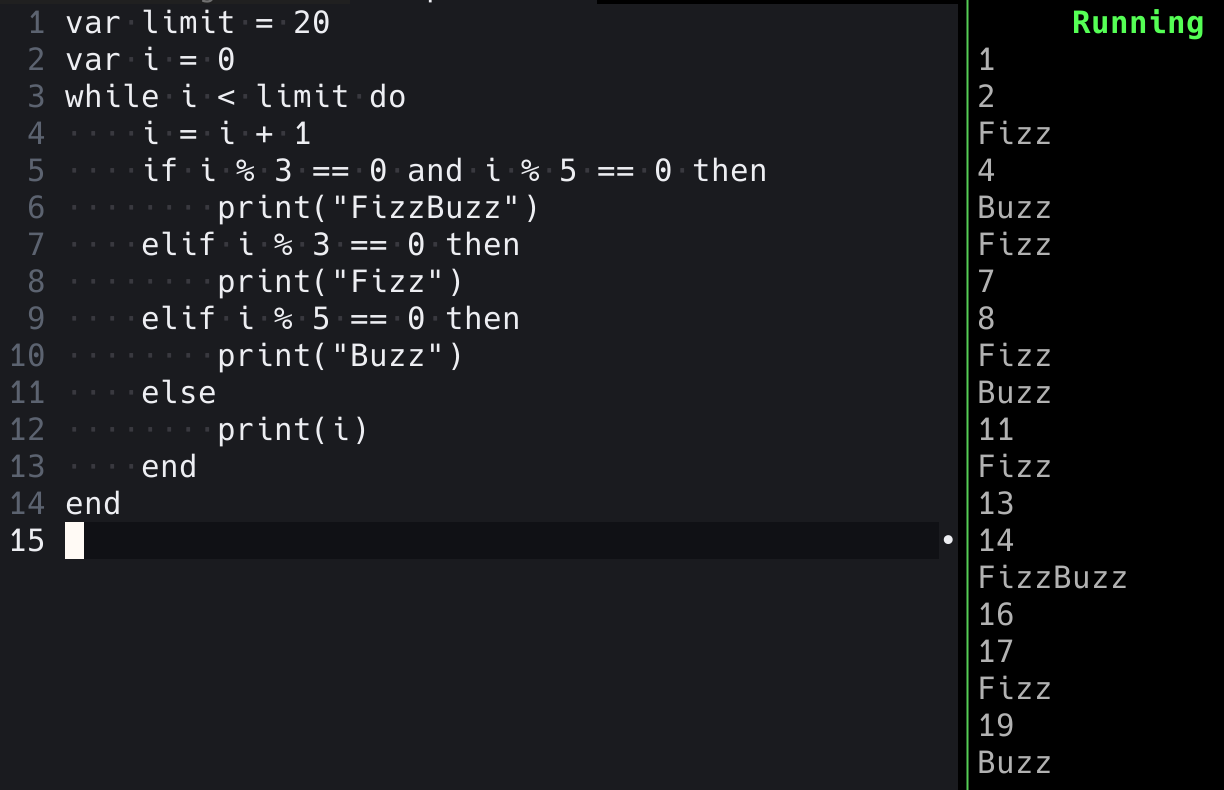 1 var limit = 20
2 var i = 0
3 while i < limit do
4     i = i + 1
5     if i % 3 == 0 and i % 5 == 0 then
6         print("FizzBuzz")
7     elif i % 3 == 0 then
8         print("Fizz")
9     elif i % 5 == 0 then
10         print("Buzz")
11     else
12         print(i)
13     end
14 end
15
Running
1
2
Fizz
4
Buzz
Fizz
7
8
Fizz
Buzz
11
Fizz
13
14
FizzBuzz
16
17
Fizz
19
Buzz